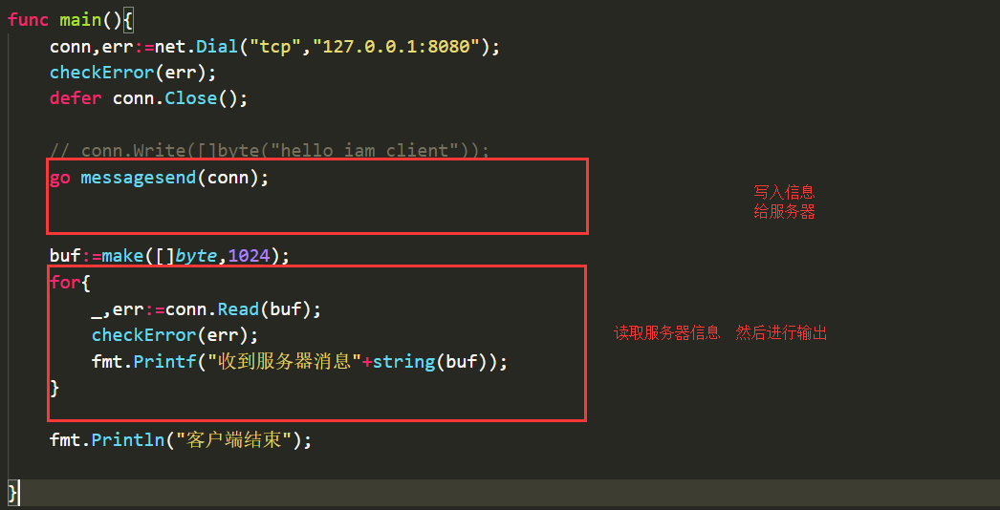 func main(){
conn,err:=net.Dial("tcp","127.0.0.1:8080");
checkError(err);
defer conn.Close();
// conn.Write([]byte("hello iam client"));
go messagesend(conn);
写入信息
给服务器
buf:=make([]byte,1024);
for{
_,err:=conn.Read(buf);
checkError(err);
读取服务器信息 然后进行输出
fmt.Printf("收到服务器消息"+string(buf));
}
fmt.Println("客户端结束");
}